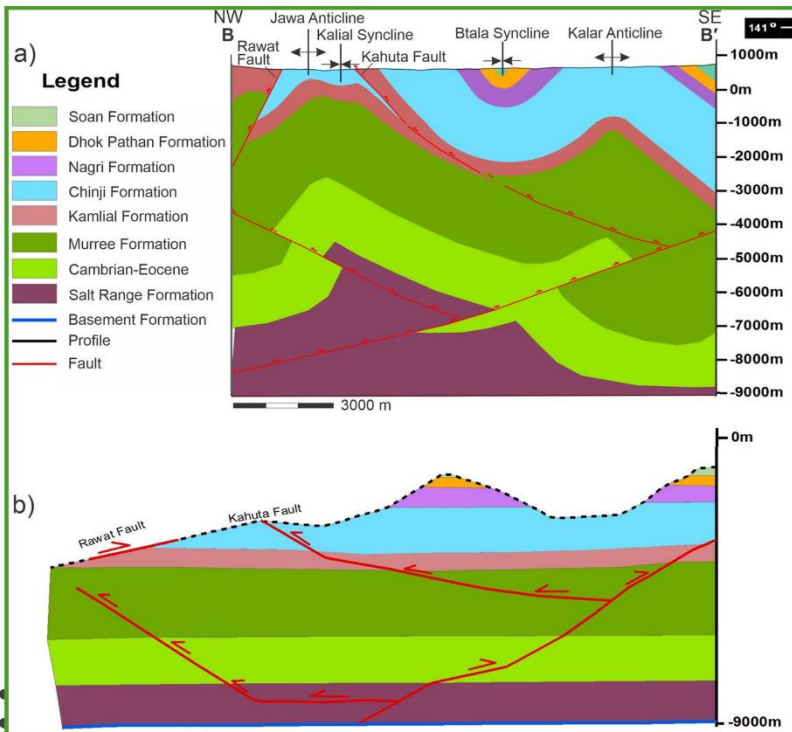 a)
NW
B
Jawa Anticline
Kalial Syncline
Rawat
Fault
Kahuta Fault
Btala Syncline
Kalar Anticline
SE
B'
141°
Legend
Soan Formation
Dhok Pathan Formation
Nagri Formation
Chinji Formation
Kamlial Formation
Murree Formation
Cambrian-Eocene
Salt Range Formation
Basement Formation
Profile
Fault
1000m
0m
-1000m
-2000m
-3000m
-4000m
-5000m
-6000m
-7000m
-8000m
-9000m
3000 m
b)
Rawat Fault
Kahuta Fault
0m
-9000m